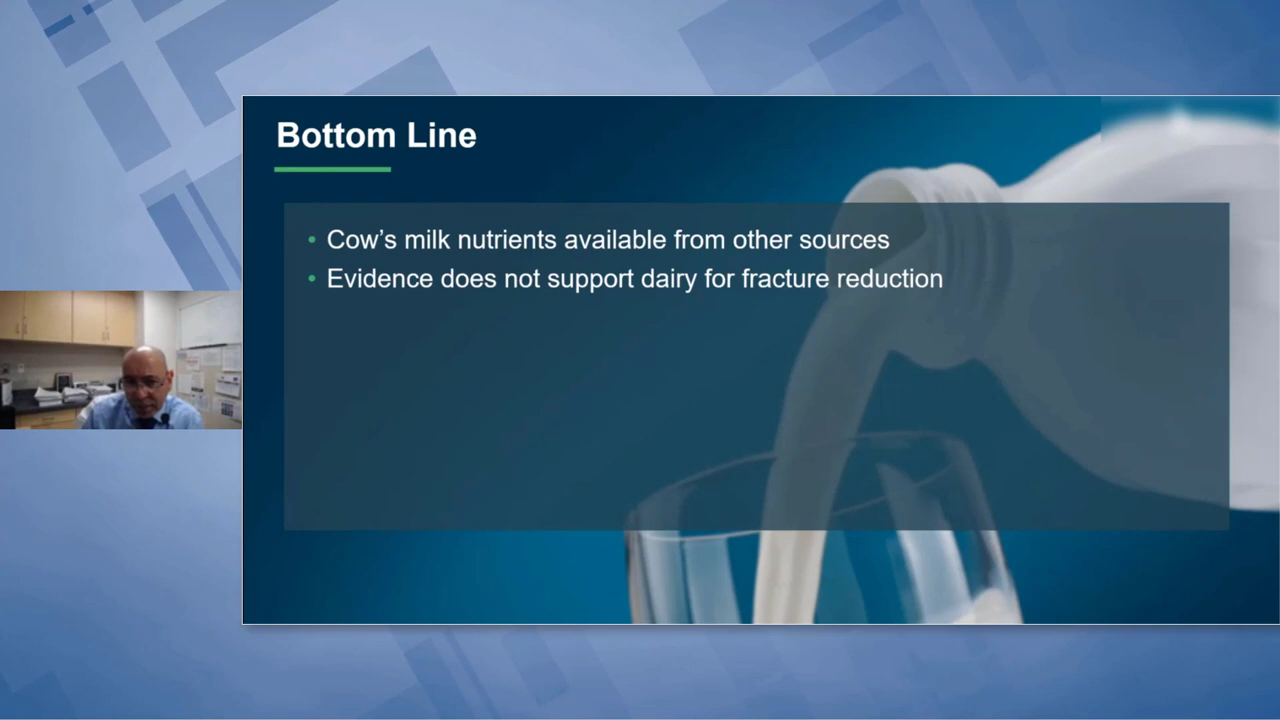 Bottom Line
• Cow’s milk nutrients available from other sources
• Evidence does not support dairy for fracture reduction